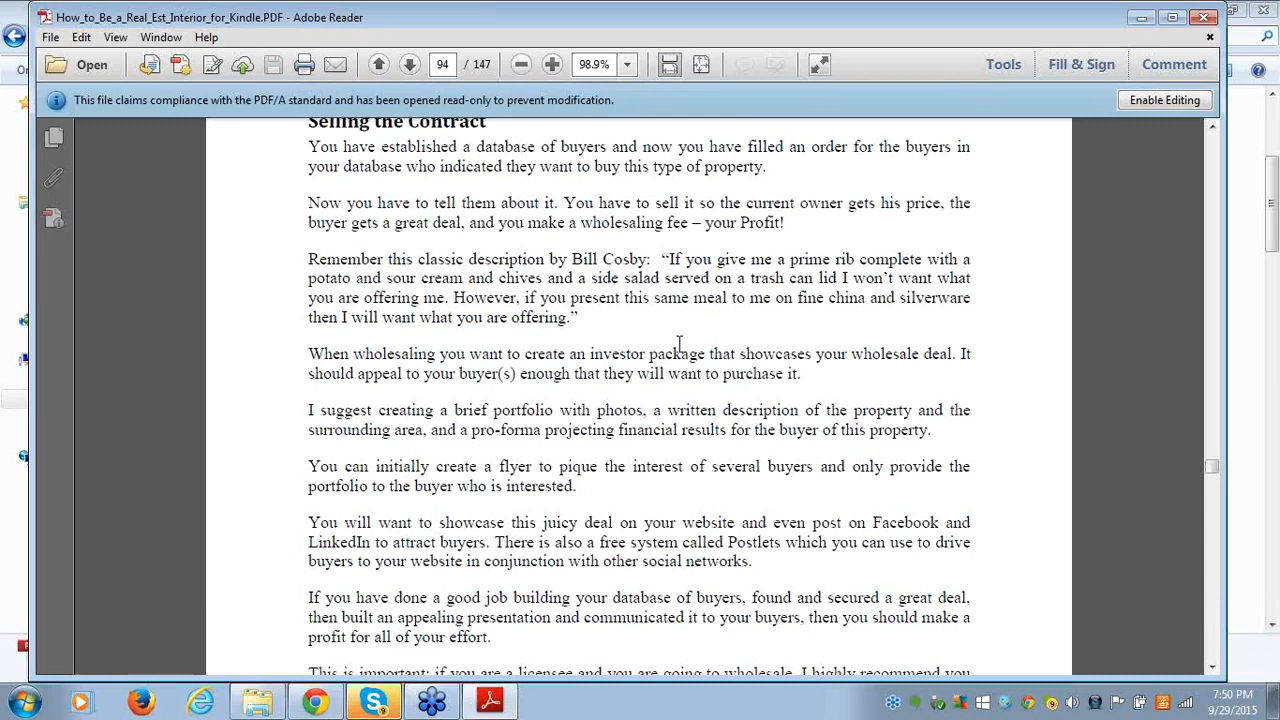 How_to_Be_a_Real_Est_Interior_for_Kindle.PDF - Adobe Reader
File Edit View Window Help
Open 94 / 147 98.9% Tools Fill & Sign Comment
This file claims compliance with the PDF/A standard and has been opened read-only to prevent modification. Enable Editing
Selling the Contract
You have established a database of buyers and now you have filled an order for the buyers in
your database who indicated they want to buy this type of property.
Now you have to tell them about it. You have to sell it so the current owner gets his price, the
buyer gets a great deal, and you make a wholesaling fee – your Profit!
Remember this classic description by Bill Cosby: “If you give me a prime rib complete with a
potato and sour cream and chives and a side salad served on a trash can lid I won’t want what
you are offering me. However, if you present this same meal to me on fine china and silverware
then I will want what you are offering.”
When wholesaling you want to create an investor package that showcases your wholesale deal. It
should appeal to your buyer(s) enough that they will want to purchase it.
I suggest creating a brief portfolio with photos, a written description of the property and the
surrounding area, and a pro-forma projecting financial results for the buyer of this property.
You can initially create a flyer to pique the interest of several buyers and only provide the
portfolio to the buyer who is interested.
You will want to showcase this juicy deal on your website and even post on Facebook and
LinkedIn to attract buyers. There is also a free system called Postlets which you can use to drive
buyers to your website in conjunction with other social networks.
If you have done a good job building your database of buyers, found and secured a great deal,
then built an appealing presentation and communicated it to your buyers, then you should make a
profit for all of your effort.
This is important: if you are a licensee and you are going to wholesale, I highly recommend you
7:50 PM
9/29/2015